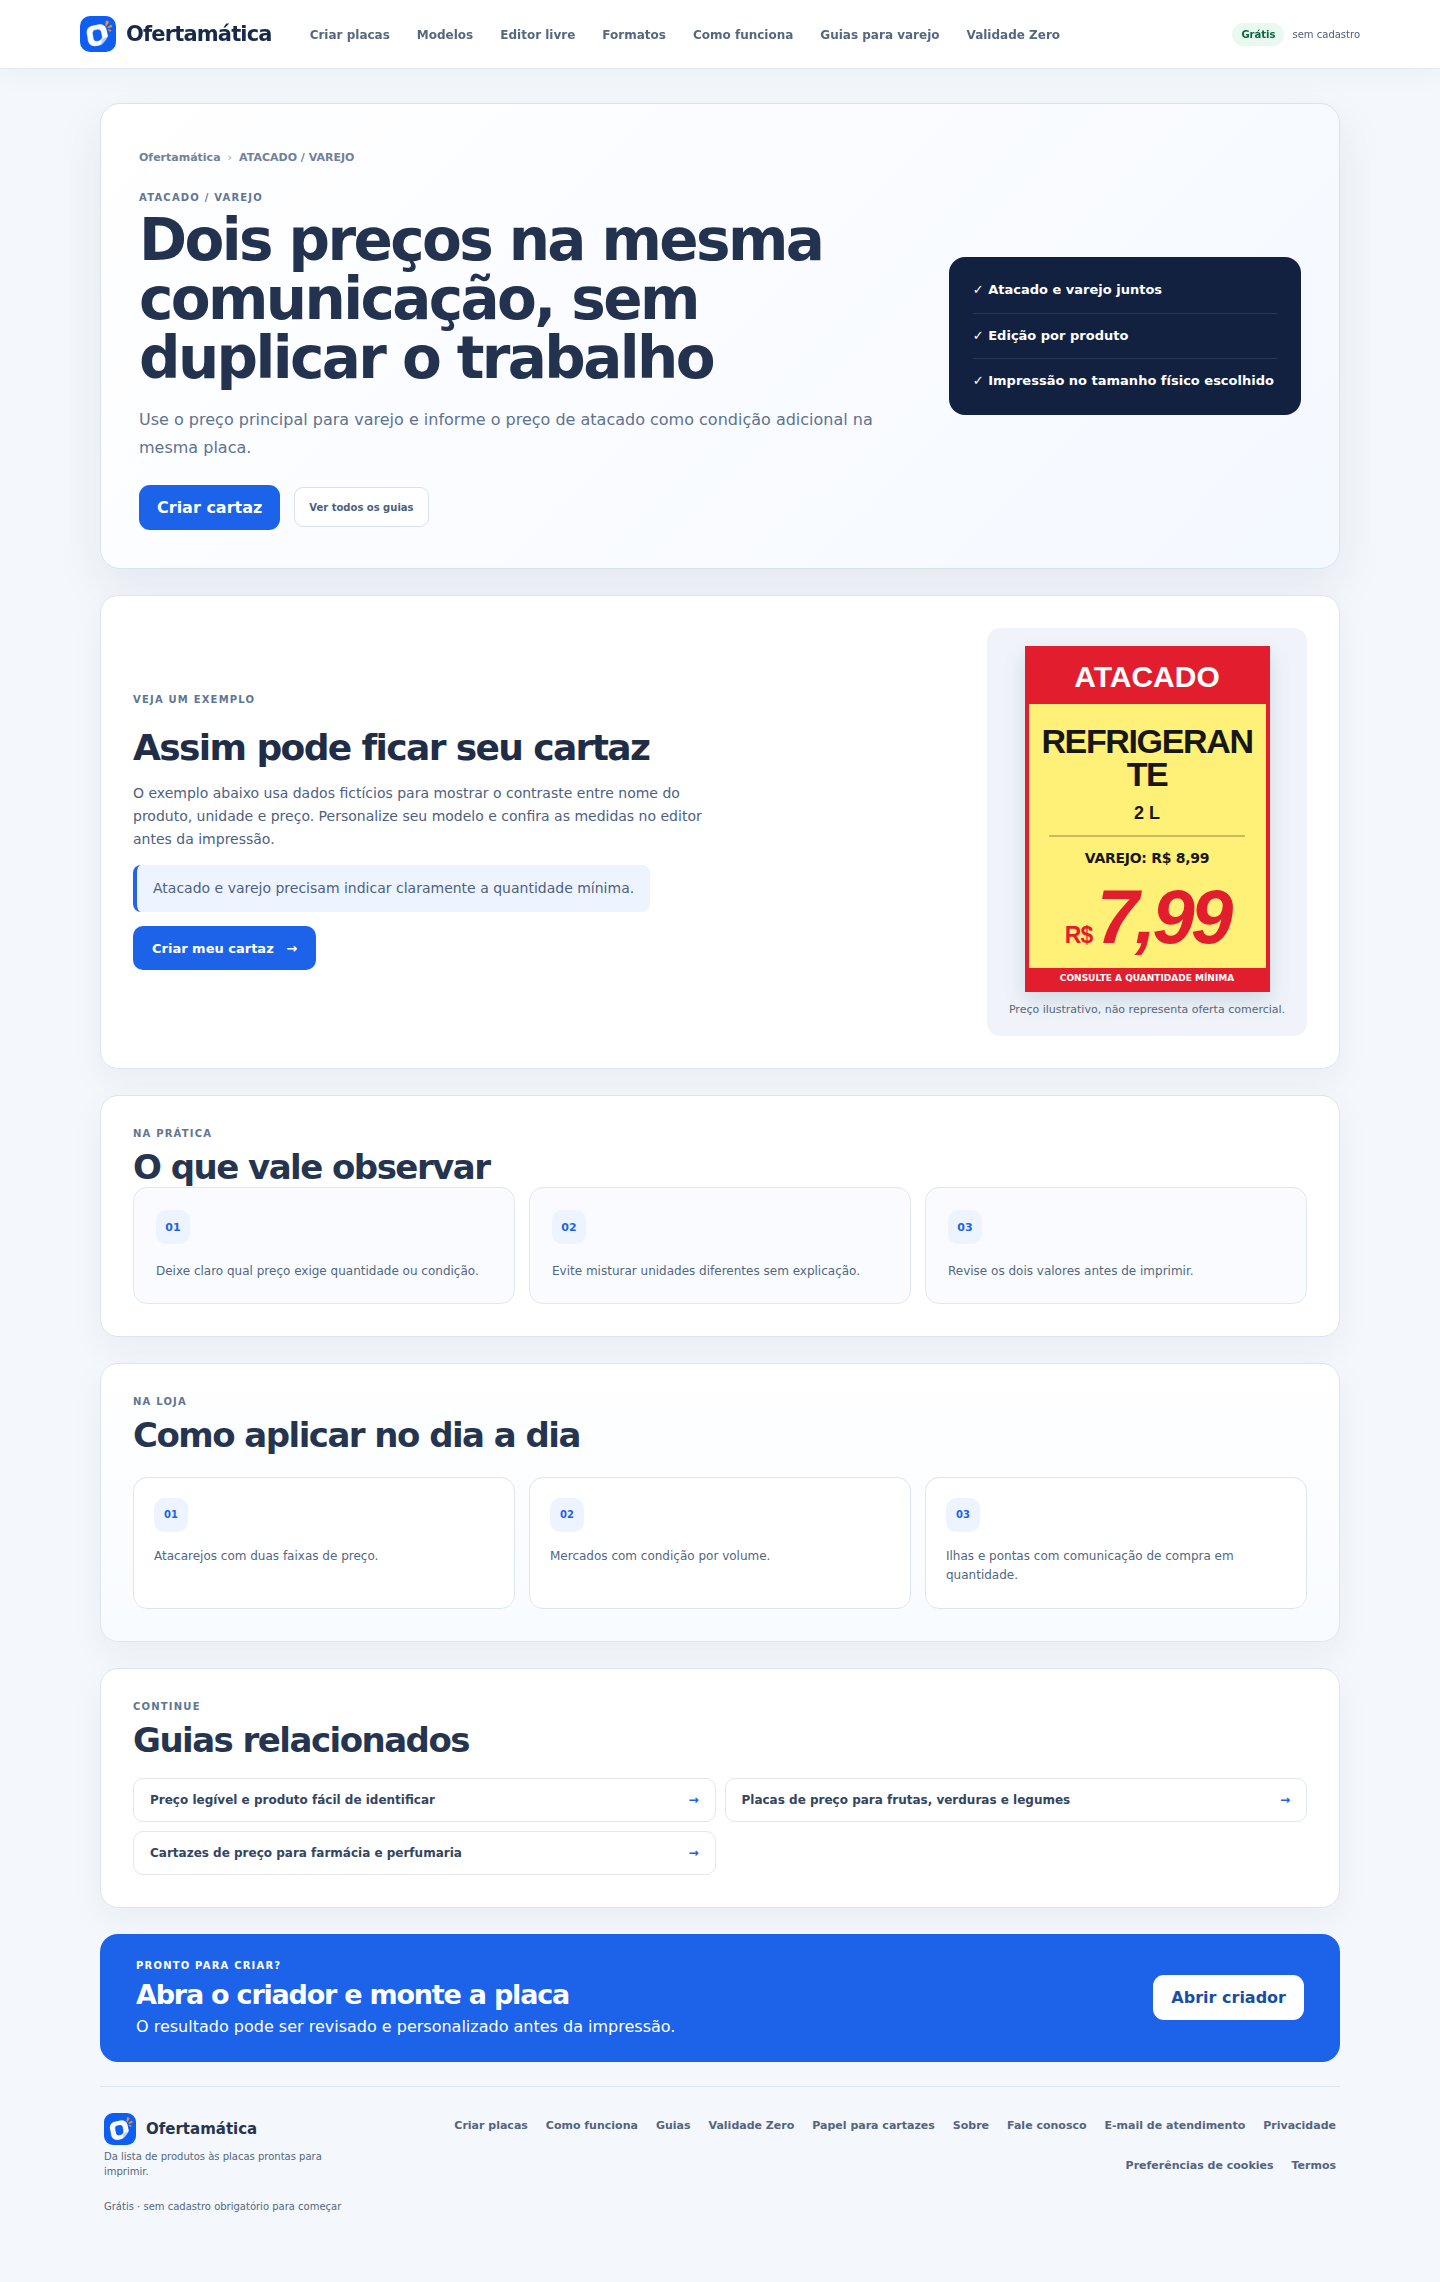 Ofertamática
Criar placas
Modelos
Editor livre
Formatos
Como funciona
Guias para varejo
Validade Zero
Grátis
sem cadastro
Ofertamática › ATACADO / VAREJO
ATACADO / VAREJO
Dois preços na mesma
comunicação, sem
duplicar o trabalho
Use o preço principal para varejo e informe o preço de atacado como condição adicional na
mesma placa.
Criar cartaz
Ver todos os guias
✓ Atacado e varejo juntos
✓ Edição por produto
✓ Impressão no tamanho físico escolhido
VEJA UM EXEMPLO
Assim pode ficar seu cartaz
O exemplo abaixo usa dados fictícios para mostrar o contraste entre nome do
produto, unidade e preço. Personalize seu modelo e confira as medidas no editor
antes da impressão.
Atacado e varejo precisam indicar claramente a quantidade mínima.
Criar meu cartaz →
ATACADO
REFRIGERAN
TE
2 L
VAREJO: R$ 8,99
R$ 7,99
CONSULTE A QUANTIDADE MÍNIMA
Preço ilustrativo, não representa oferta comercial.
NA PRÁTICA
O que vale observar
01
Deixe claro qual preço exige quantidade ou condição.
02
Evite misturar unidades diferentes sem explicação.
03
Revise os dois valores antes de imprimir.
NA LOJA
Como aplicar no dia a dia
01
Atacarejos com duas faixas de preço.
02
Mercados com condição por volume.
03
Ilhas e pontas com comunicação de compra em
quantidade.
CONTINUE
Guias relacionados
Preço legível e produto fácil de identificar →
Placas de preço para frutas, verduras e legumes →
Cartazes de preço para farmácia e perfumaria →
PRONTO PARA CRIAR?
Abra o criador e monte a placa
O resultado pode ser revisado e personalizado antes da impressão.
Abrir criador
Ofertamática
Da lista de produtos às placas prontas para
imprimir.
Grátis · sem cadastro obrigatório para começar
Criar placas
Como funciona
Guias
Validade Zero
Papel para cartazes
Sobre
Fale conosco
E-mail de atendimento
Privacidade
Preferências de cookies
Termos